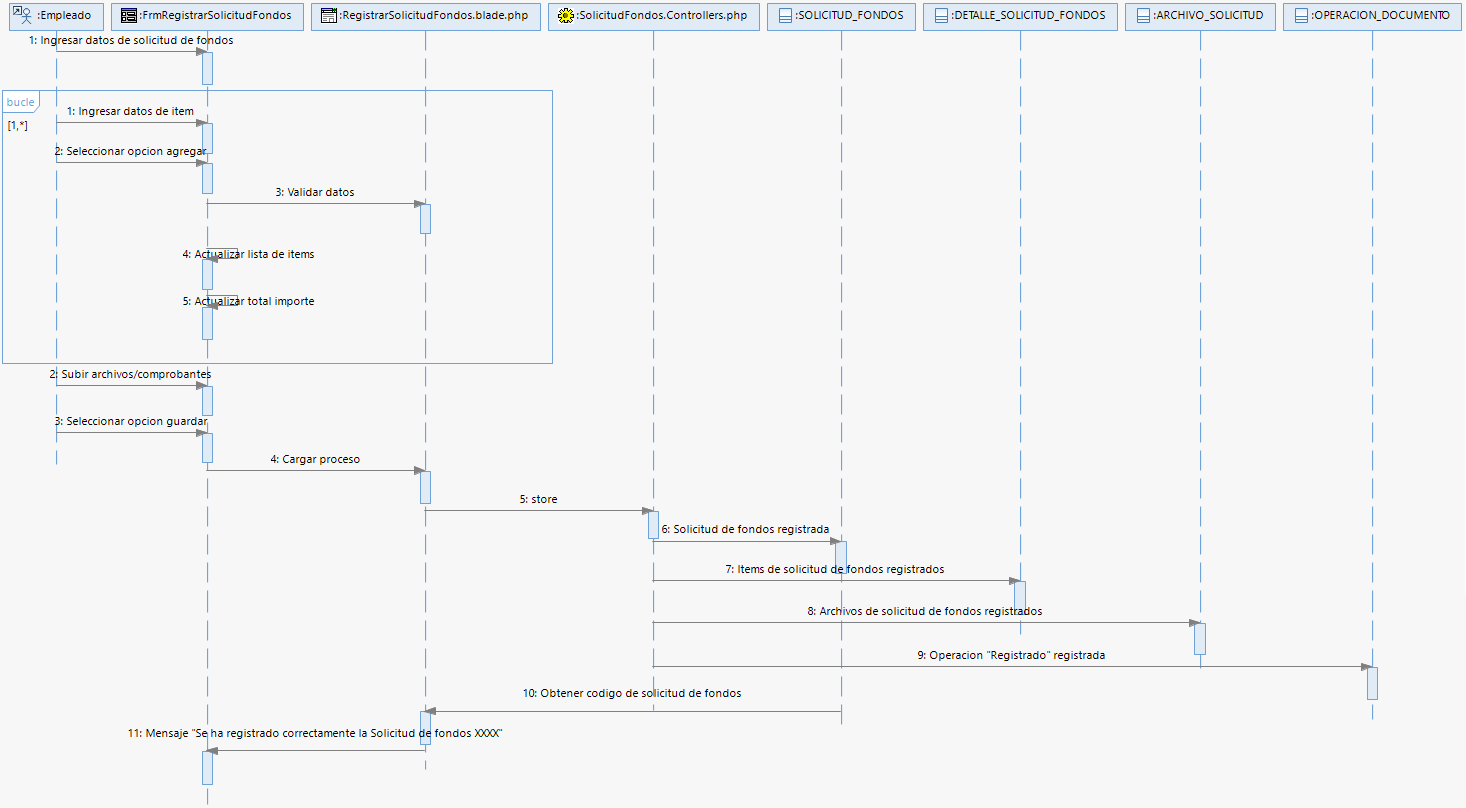 :Empleado
:FrmRegistrarSolicitudFondos
:RegistrarSolicitudFondos.blade.php
:SolicitudFondos.Controllers.php
:SOLICITUD_FONDOS
:DETALLE_SOLICITUD_FONDOS
:ARCHIVO_SOLICITUD
:OPERACION_DOCUMENTO
1: Ingresar datos de solicitud de fondos
bucle
[1,*]
1: Ingresar datos de item
2: Seleccionar opcion agregar
3: Validar datos
4: Actualizar lista de items
5: Actualizar total importe
2: Subir archivos/comprobantes
3: Seleccionar opcion guardar
4: Cargar proceso
5: store
6: Solicitud de fondos registrada
7: Items de solicitud de fondos registrados
8: Archivos de solicitud de fondos registrados
9: Operacion "Registrado" registrada
10: Obtener codigo de solicitud de fondos
11: Mensaje "Se ha registrado correctamente la Solicitud de fondos XXXX"